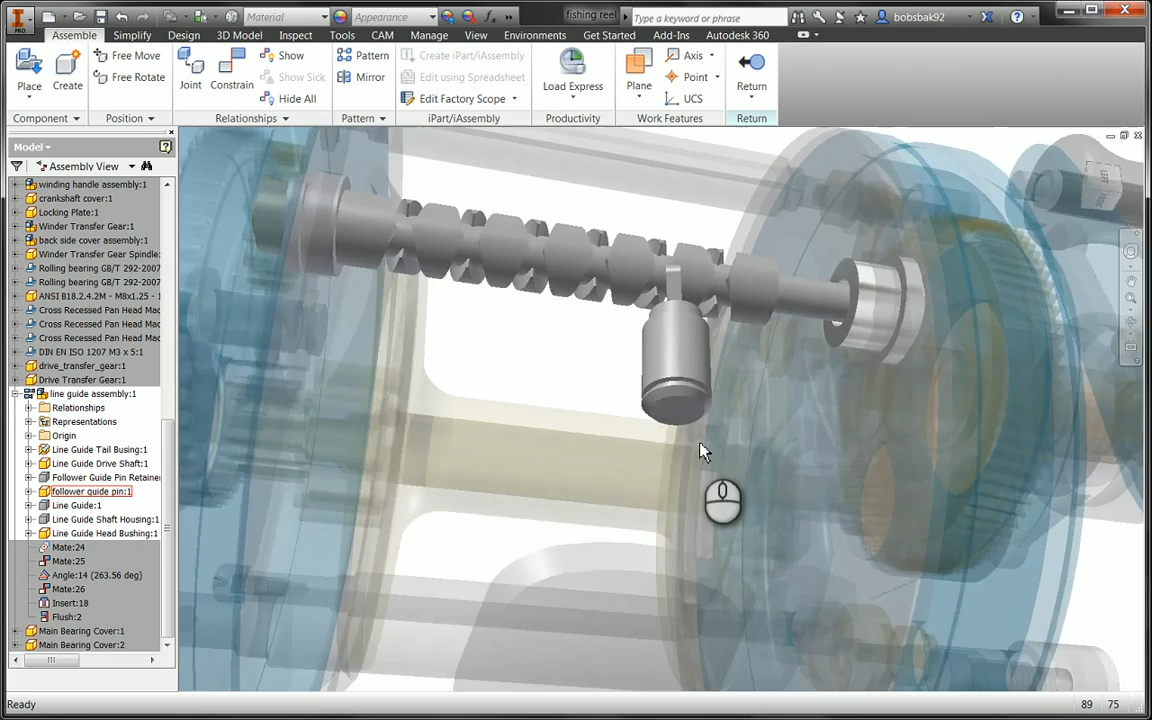 Material
Appearance
fishing reel
Type a keyword or phrase
bobsbak92
PRO
Assemble
Simplify
Design
3D Model
Inspect
Tools
CAM
Manage
View
Environments
Get Started
Add-Ins
Autodesk 360
Place
Create
Free Move
Free Rotate
Joint
Constrain
Show
Show Sick
Hide All
Pattern
Mirror
Create iPart/iAssembly
Edit using Spreadsheet
Edit Factory Scope
Load Express
Plane
Axis
Point
UCS
Return
Component
Position
Relationships
Pattern
iPart/iAssembly
Productivity
Work Features
Return
Model
Assembly View
winding handle assembly:1
crankshaft cover:1
Locking Plate:1
Winder Transfer Gear:1
back side cover assembly:1
Winder Transfer Gear Spindle:
Rolling bearing GB/T 292-2007
Rolling bearing GB/T 292-2007
ANSI B18.2.4.2M - M8x1.25 -
Cross Recessed Pan Head Mac
Cross Recessed Pan Head Mac
Cross Recessed Pan Head Mac
DIN EN ISO 1207 M3 x 5:1
drive_transfer_gear:1
Drive Transfer Gear:1
line guide assembly:1
Relationships
Representations
Origin
Line Guide Tail Busing:1
Line Guide Drive Shaft:1
Follower Guide Pin Retaine
follower guide pin:1
Line Guide:1
Line Guide Shaft Housing:1
Line Guide Head Bushing:1
Mate:24
Mate:25
Angle:14 (263.56 deg)
Mate:26
Insert:18
Flush:2
Main Bearing Cover:1
Main Bearing Cover:2
LEFT
FRONT
Ready
89
75